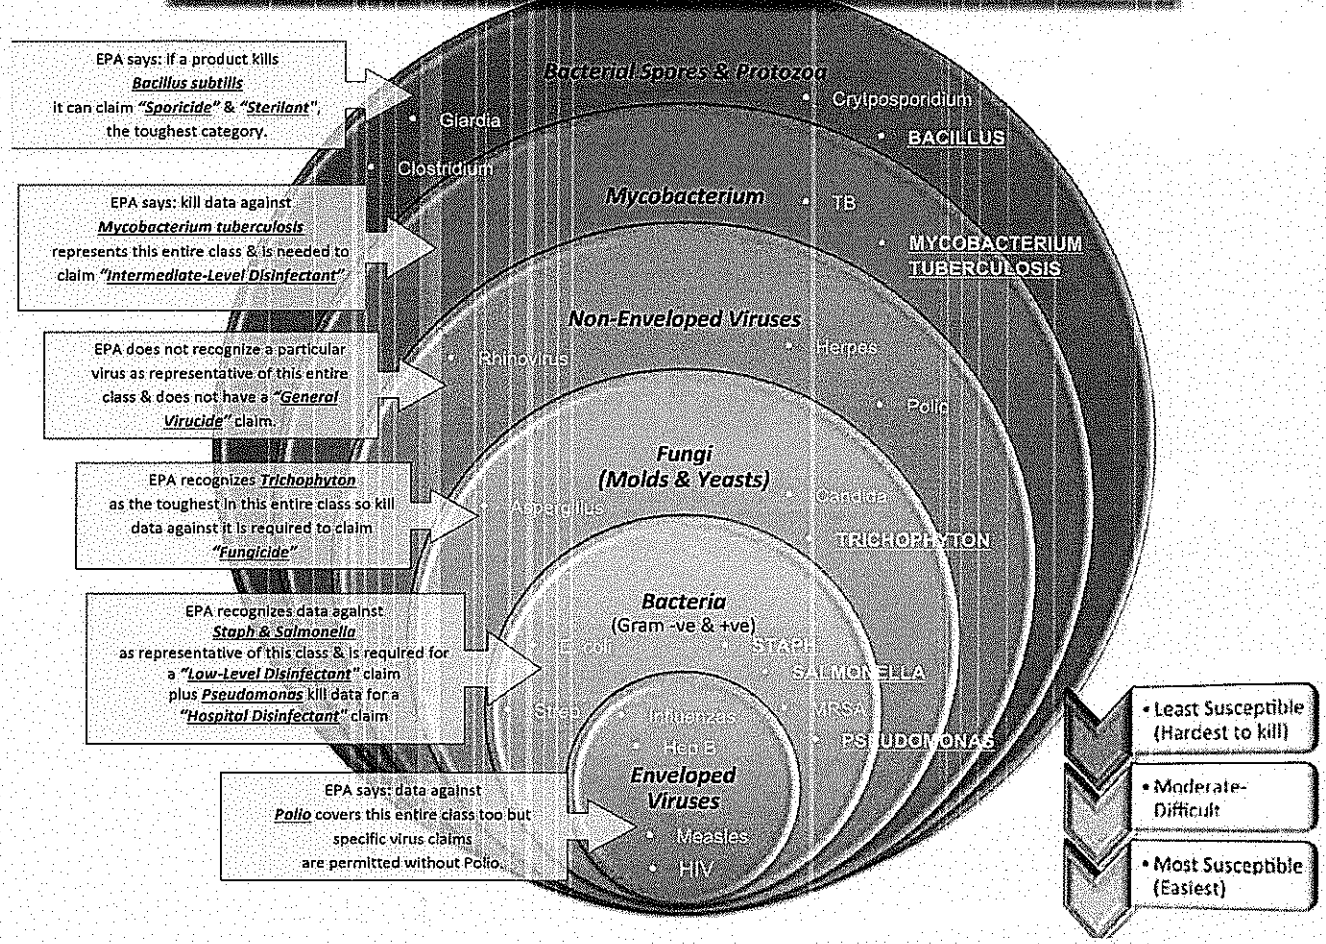 EPA says: if a product kills
Bacillus subtills
it can claim "Sporicide" & "Sterilant",
the toughest category.
Bacterial Spores & Protozoa
Crytposporidium
BACILLUS
Giardia
Clostridium
EPA says: kill data against
Mycobacterium tuberculosis
represents this entire class & is needed to
claim "Intermediate-Level Disinfectant"
Mycobacterium
TB
MYCOBACTERIUM
TUBERCULOSIS
EPA does not recognize a particular
virus as representative of this entire
class & does not have a "General
Virucide" claim.
Non-Enveloped Viruses
Rhinovirus
Herpes
Polio
EPA recognizes Trichophyton
as the toughest in this entire class so kill
data against it is required to claim
"Fungicide"
Fungi
(Molds & Yeasts)
Aspergillus
Candida
TRICHOPHYTON
EPA recognizes data against
Staph & Salmonella
as representative of this class & is required for
a "Low-Level Disinfectant" claim
plus Pseudomonas kill data for a
"Hospital Disinfectant" claim
Bacteria
(Gram -ve & +ve)
E. coli
STAPH
SALMONELLA
Strep
MRSA
PSEUDOMONAS
EPA says: data against
Polio covers this entire class too but
specific virus claims
are permitted without Polio.
Influenzas
Hep B
Enveloped
Viruses
Measles
HIV
• Least Susceptible
(Hardest to kill)
• Moderate-
Difficult
• Most Susceptible
(Easiest)